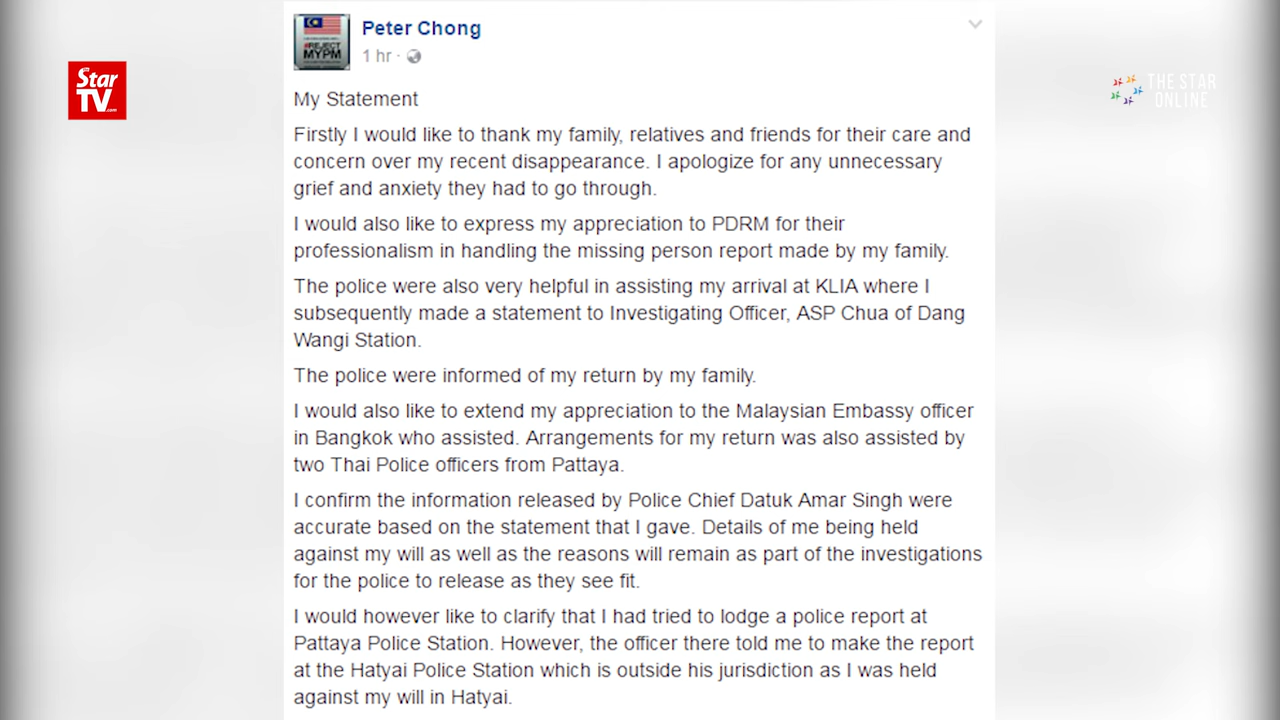 Star
TV.com
THE STAR
ONLINE
#REJECT
MYPM
Peter Chong
1 hr ·
My Statement
Firstly I would like to thank my family, relatives and friends for their care and
concern over my recent disappearance. I apologize for any unnecessary
grief and anxiety they had to go through.
I would also like to express my appreciation to PDRM for their
professionalism in handling the missing person report made by my family.
The police were also very helpful in assisting my arrival at KLIA where I
subsequently made a statement to Investigating Officer, ASP Chua of Dang
Wangi Station.
The police were informed of my return by my family.
I would also like to extend my appreciation to the Malaysian Embassy officer
in Bangkok who assisted. Arrangements for my return was also assisted by
two Thai Police officers from Pattaya.
I confirm the information released by Police Chief Datuk Amar Singh were
accurate based on the statement that I gave. Details of me being held
against my will as well as the reasons will remain as part of the investigations
for the police to release as they see fit.
I would however like to clarify that I had tried to lodge a police report at
Pattaya Police Station. However, the officer there told me to make the report
at the Hatyai Police Station which is outside his jurisdiction as I was held
against my will in Hatyai.